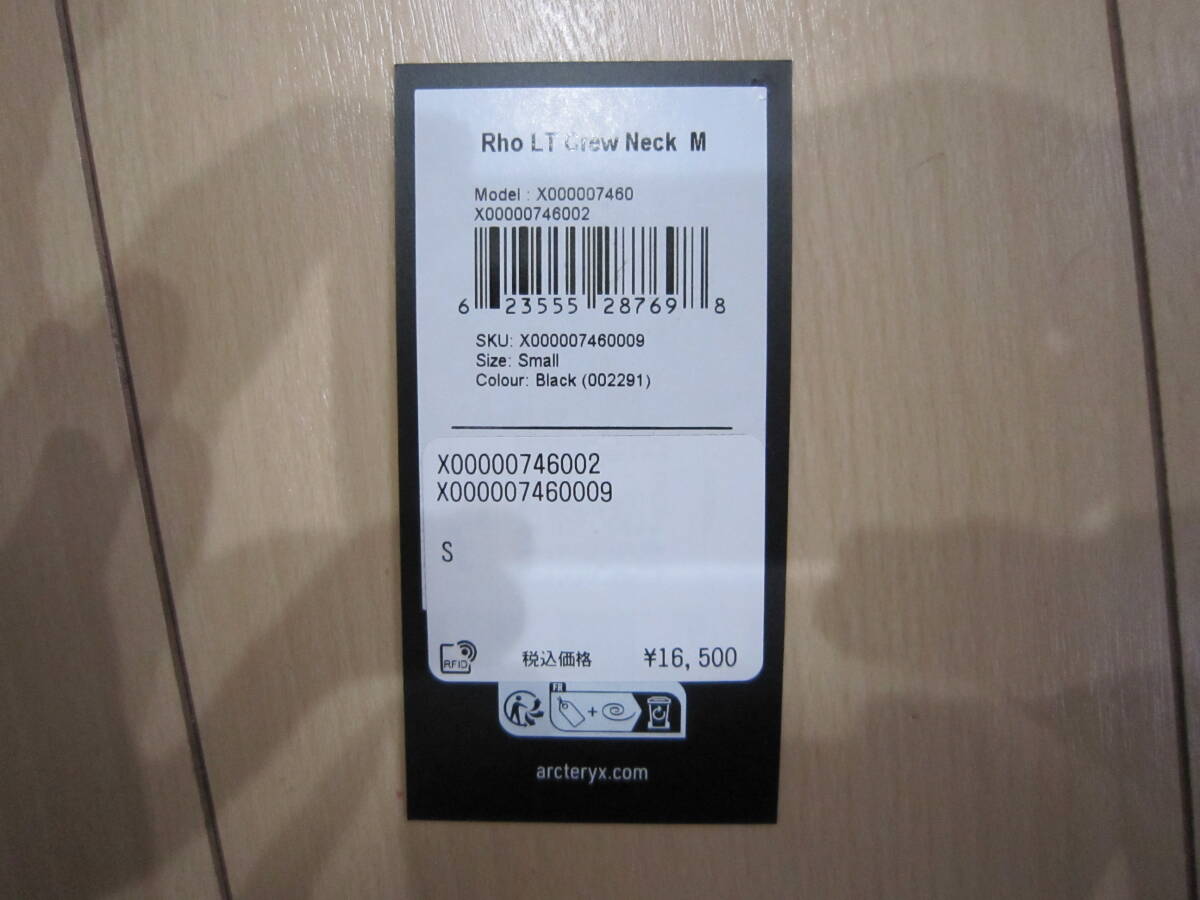 Rho LT Crew Neck M
Model : X000007460
X00000746002
6 23555 28769 8
SKU: X000007460009
Size: Small
Colour: Black (002291)
X00000746002
X000007460009
S
RFID 税込価格 ¥16,500
FR
+
arcteryx.com